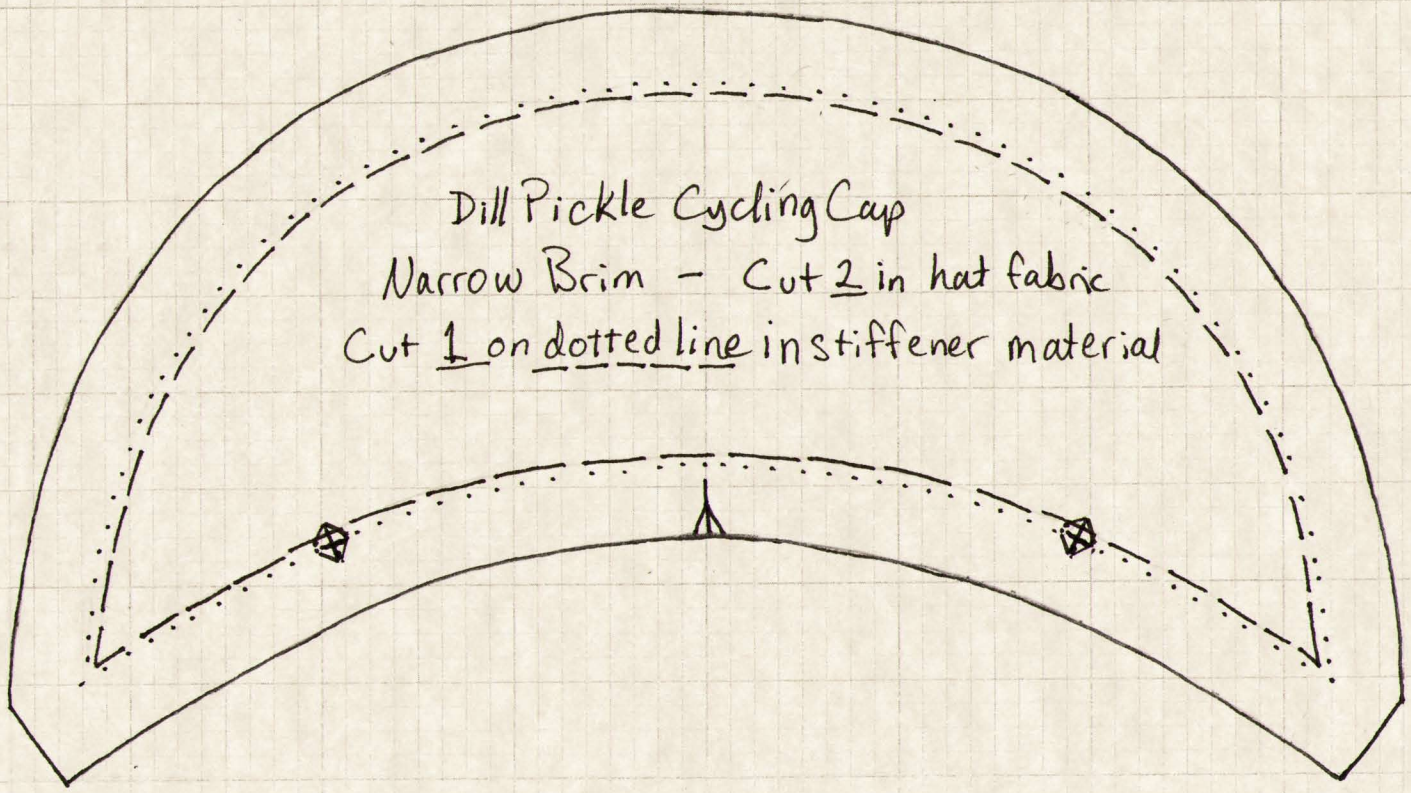 Dill Pickle Cycling Cap
Narrow Brim - Cut 2 in hat fabric
Cut 1 on dotted line in stiffener material